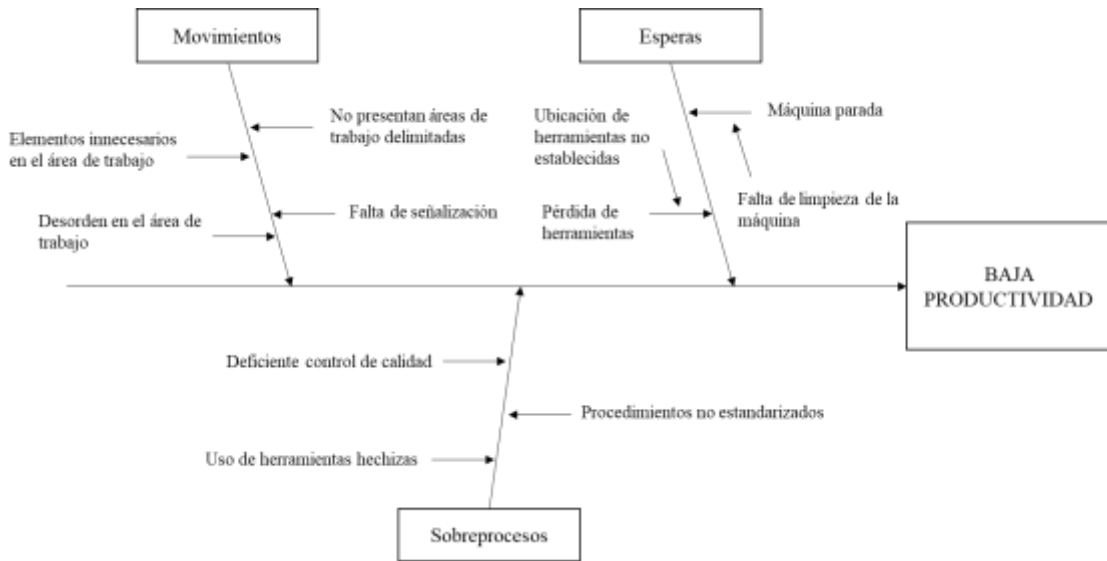 Movimientos
Esperas
No presentan áreas de
trabajo delimitadas
Elementos innecesarios
en el área de trabajo
Falta de señalización
Desorden en el área de
trabajo
Ubicación de
herramientas no
establecidas
Máquina parada
Pérdida de
herramientas
Falta de limpieza de la
máquina
BAJA
PRODUCTIVIDAD
Deficiente control de calidad
Procedimientos no estandarizados
Uso de herramientas hechizas
Sobreprocesos